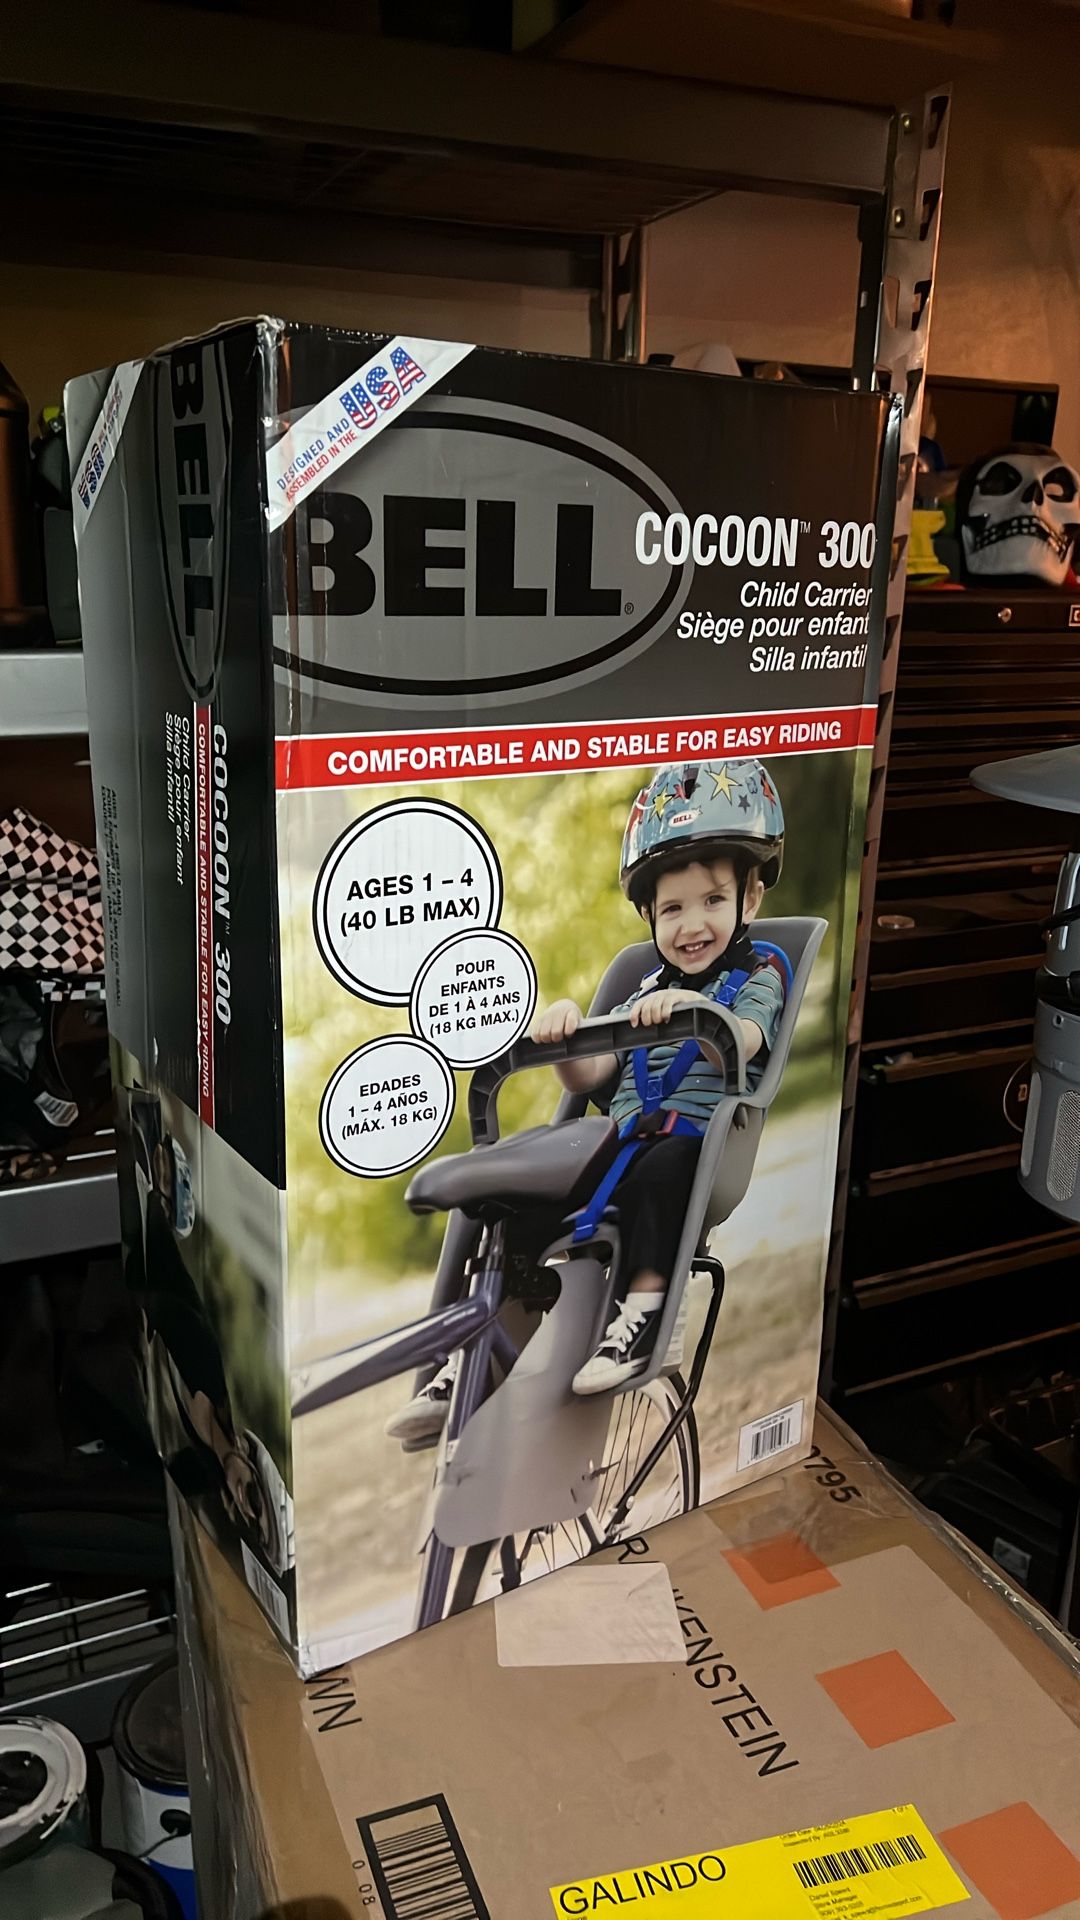 DESIGNED AND
ASSEMBLED IN THE
USA
BELL
COCOON™ 300
Child Carrier
Siège pour enfant
Silla infantil
COMFORTABLE AND STABLE FOR EASY RIDING
BELL
AGES 1 – 4
(40 LB MAX)
POUR
ENFANTS
DE 1 À 4 ANS
(18 KG MAX.)
EDADES
1 – 4 AÑOS
(MÁX. 18 KG)
USA
BELL
COCOON™ 300
COMFORTABLE AND STABLE FOR EASY RIDING
Child Carrier
Siège pour enfant
Silla infantil
GALINDO